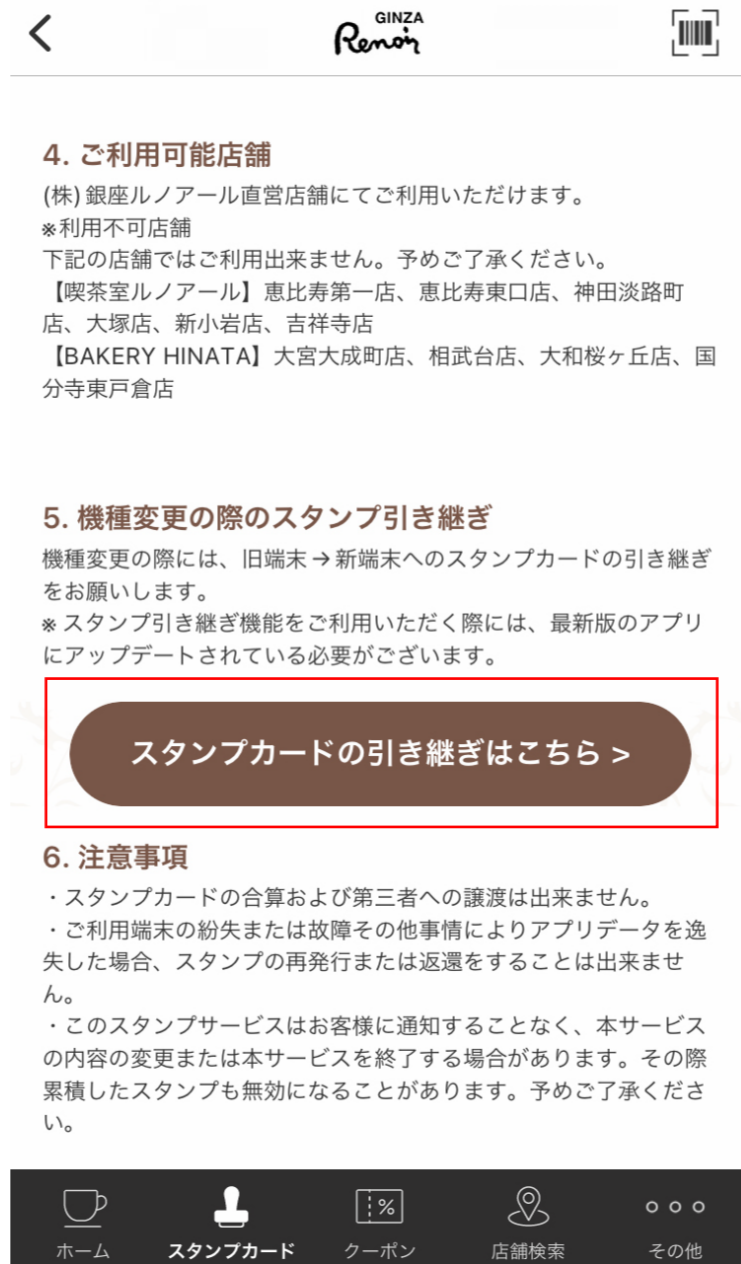 GINZA
Renoir
4. ご利用可能店舗
(株)銀座ルノアール直営店舗にてご利用いただけます。
※利用不可店舗
下記の店舗ではご利用出来ません。予めご了承ください。
【喫茶室ルノアール】恵比寿第一店、恵比寿東口店、神田淡路町
店、大塚店、新小岩店、吉祥寺店
【BAKERY HINATA】大宮大成町店、相武台店、大和桜ヶ丘店、国
分寺東戸倉店
5. 機種変更の際のスタンプ引き継ぎ
機種変更の際には、旧端末→新端末へのスタンプカードの引き継ぎ
をお願いします。
※スタンプ引き継ぎ機能をご利用いただく際には、最新版のアプリ
にアップデートされている必要がございます。
スタンプカードの引き継ぎはこちら >
6. 注意事項
・スタンプカードの合算および第三者への譲渡は出来ません。
・ご利用端末の紛失または故障その他事情によりアプリデータを逸
失した場合、スタンプの再発行または返還をすることは出来ませ
ん。
・このスタンプサービスはお客様に通知することなく、本サービス
の内容の変更または本サービスを終了する場合があります。その際
累積したスタンプも無効になることがあります。予めご了承くださ
い。
ホーム スタンプカード クーポン 店舗検索 その他